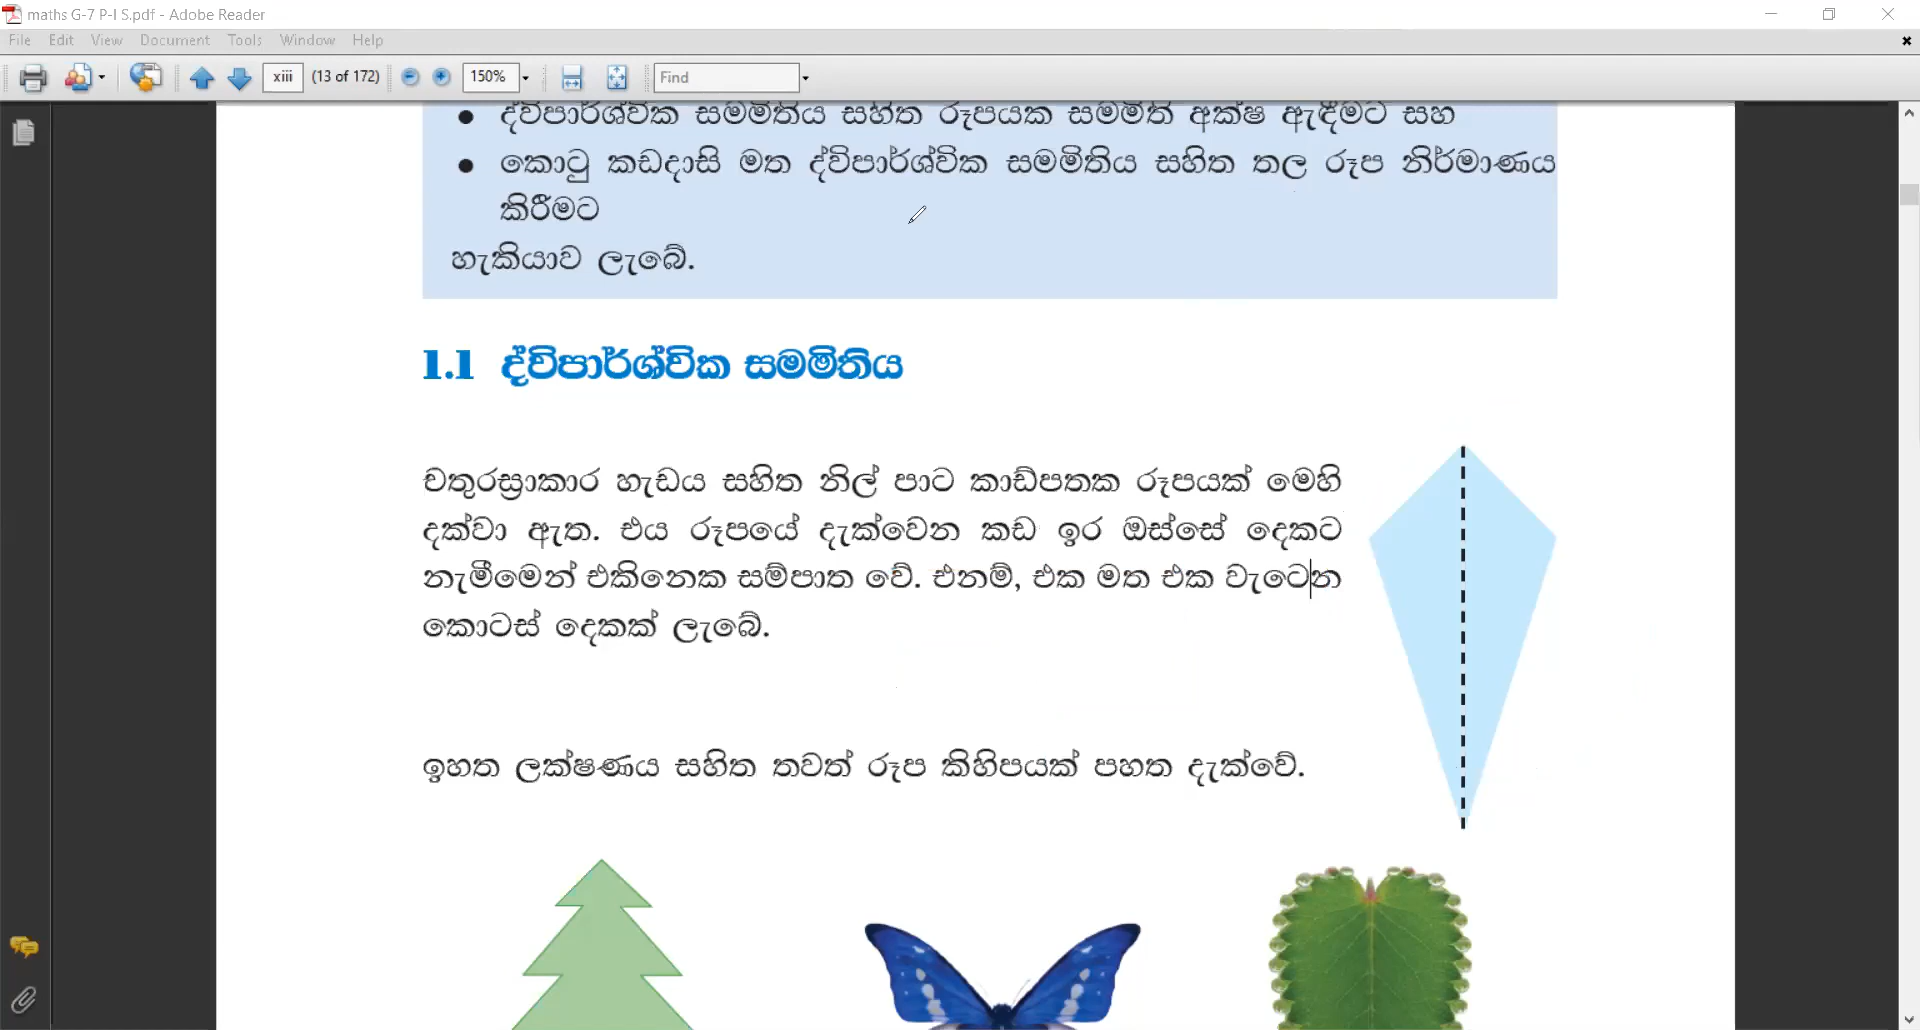 maths G-7 P-I S.pdf - Adobe Reader
File Edit View Document Tools Window Help
xiii (13 of 172) 150% Find
● ද්විපාර්ශ්වික සමමිතිය සහිත රූපයක සමමිති අක්ෂ ඇඳීමට සහ
● කොටු කඩදාසි මත ද්විපාර්ශ්වික සමමිතිය සහිත තල රූප නිර්මාණය
කිරීමට
හැකියාව ලැබේ.
1.1 ද්විපාර්ශ්වික සමමිතිය
චතුරස්‍රාකාර හැඩය සහිත නිල් පාට කාඩ්පතක රූපයක් මෙහි
දක්වා ඇත. එය රූපයේ දැක්වෙන කඩ ඉර ඔස්සේ දෙකට
නැමීමෙන් එකිනෙක සම්පාත වේ. එනම්, එක මත එක වැටෙන
කොටස් දෙකක් ලැබේ.
ඉහත ලක්ෂණය සහිත තවත් රූප කිහිපයක් පහත දැක්වේ.